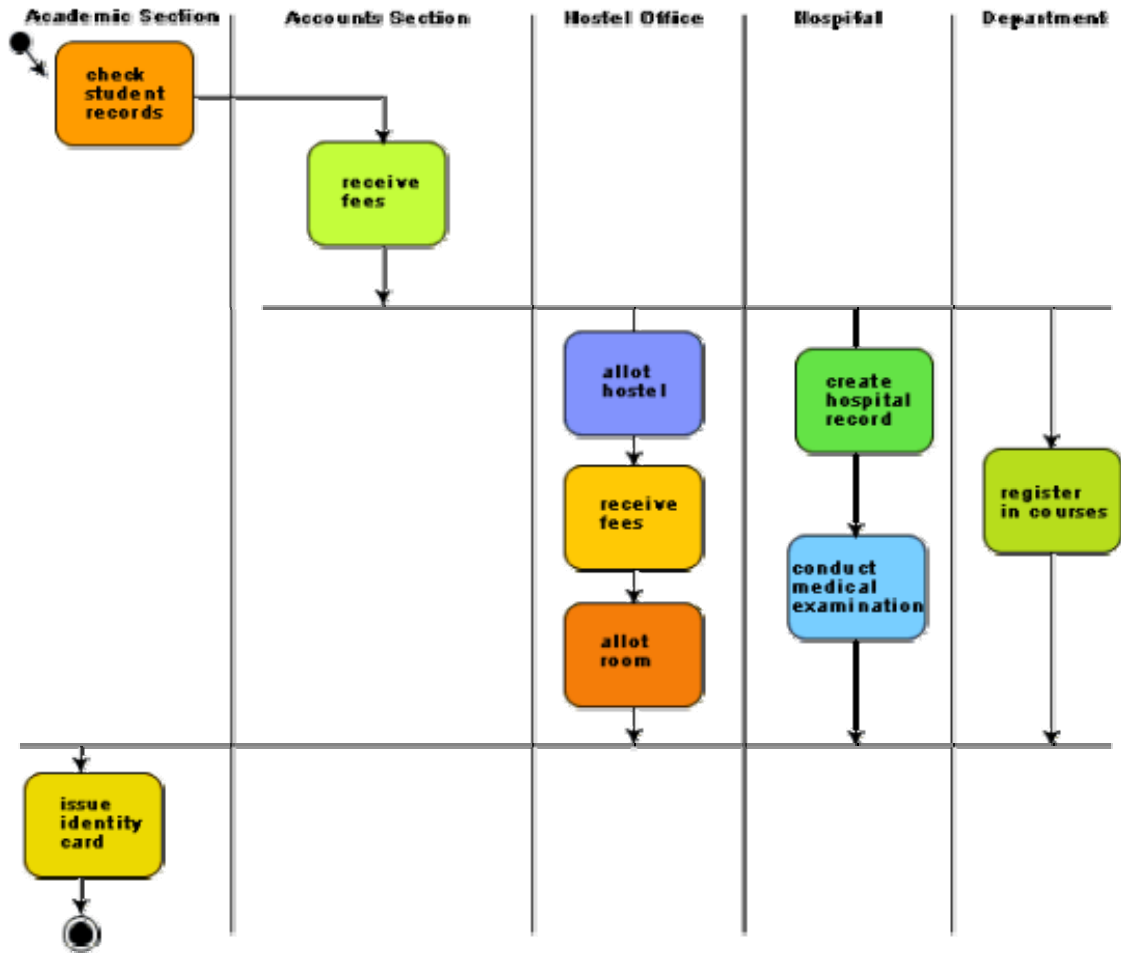 Academic Section
Accounts Section
Hostel Office
Hospital
Department
check
student
records
receive
fees
allot
hostel
create
hospital
record
receive
fees
register
in courses
conduct
medical
examination
allot
room
issue
identity
card